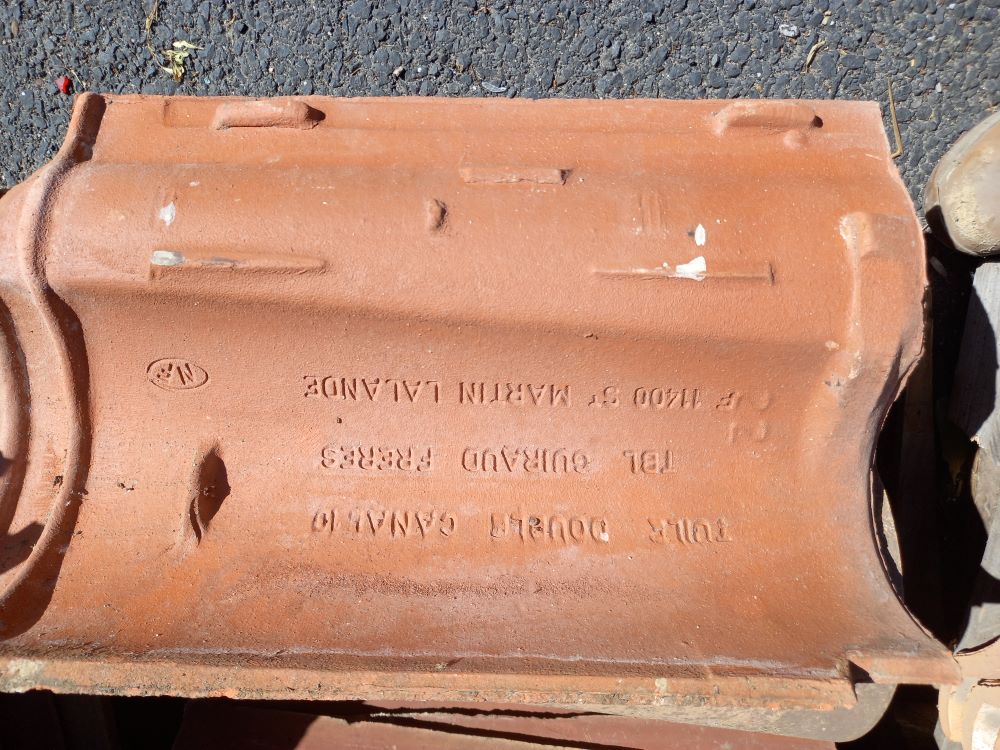 TUILE DOUBLE CANAL 10
TBL GUIRAUD FRERES
F 11400 ST MARTIN LALANDE
NF